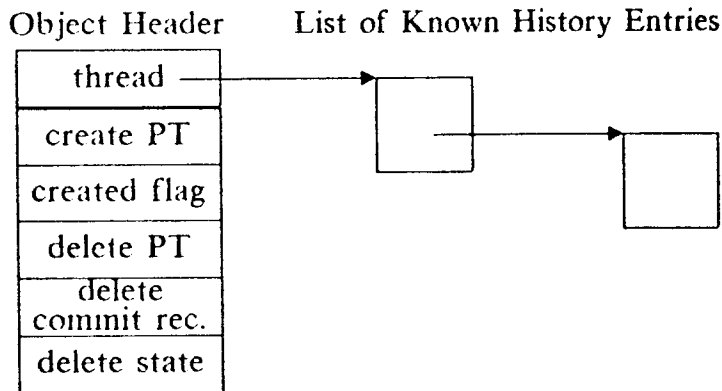 Object Header
List of Known History Entries
thread
create PT
created flag
delete PT
delete
commit rec.
delete state